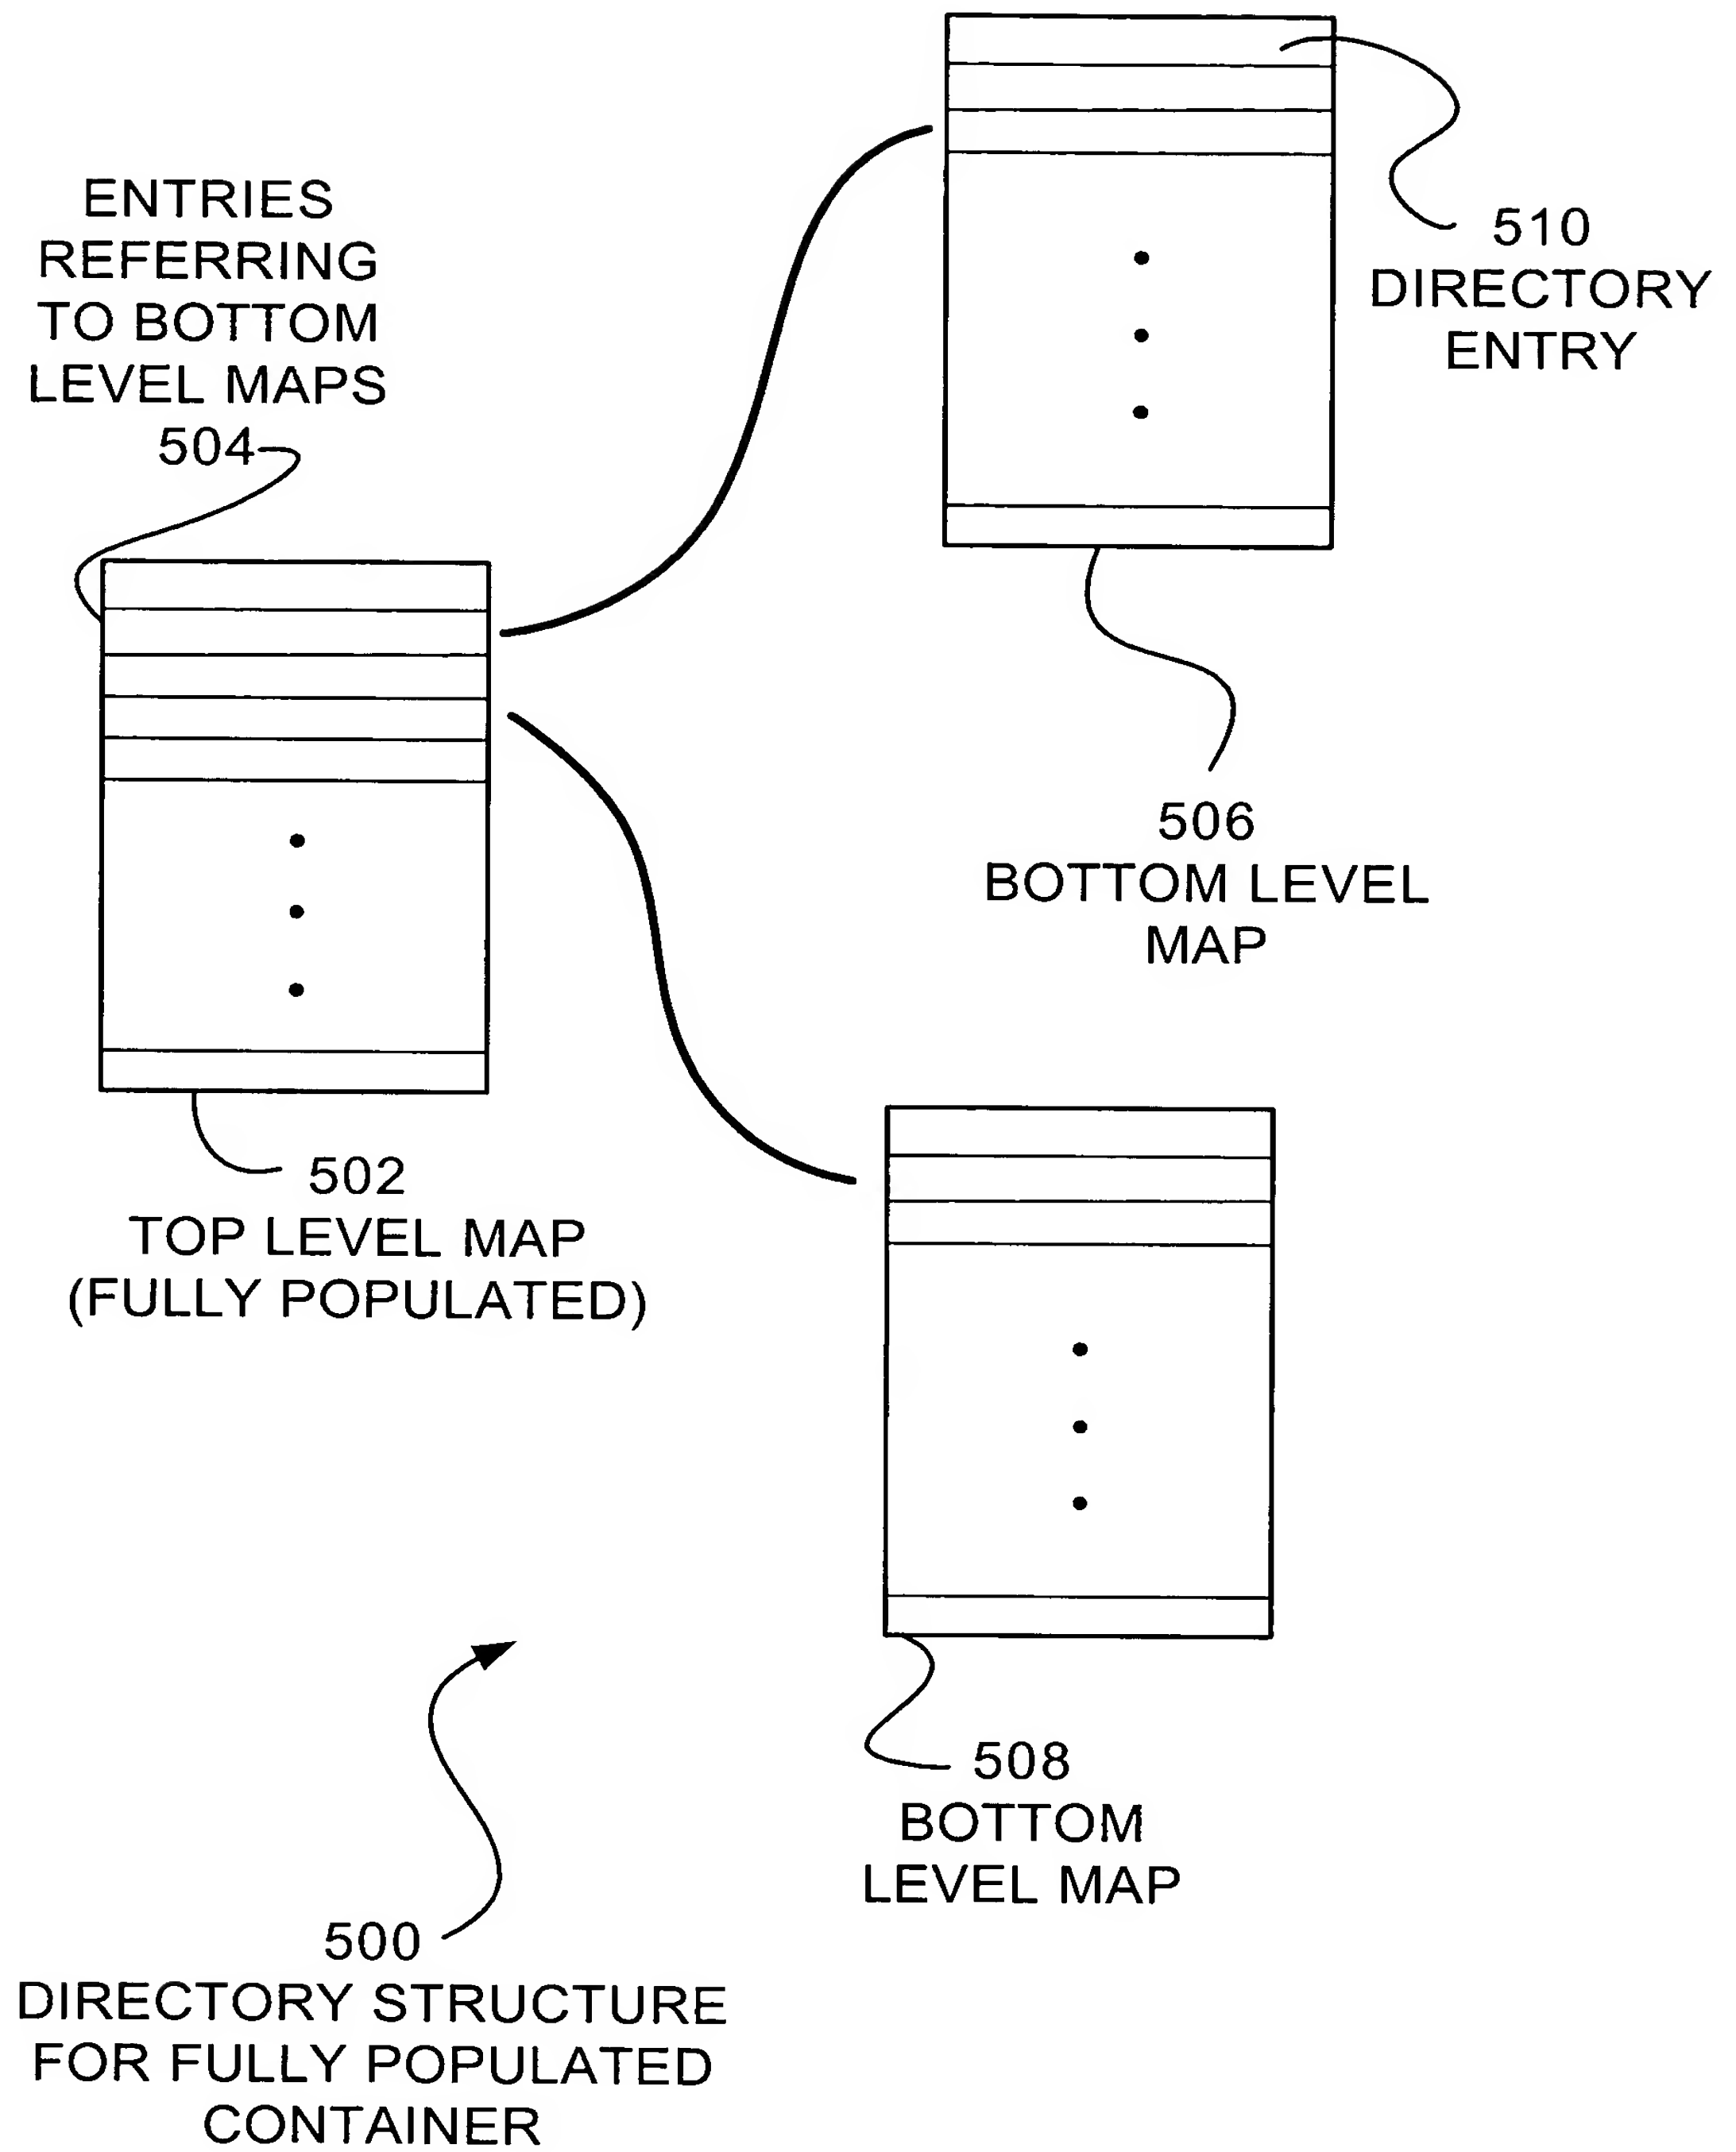 ENTRIES
REFERRING
TO BOTTOM
LEVEL MAPS
504
510
DIRECTORY
ENTRY
506
BOTTOM LEVEL
MAP
502
TOP LEVEL MAP
(FULLY POPULATED)
508
BOTTOM
LEVEL MAP
500
DIRECTORY STRUCTURE
FOR FULLY POPULATED
CONTAINER